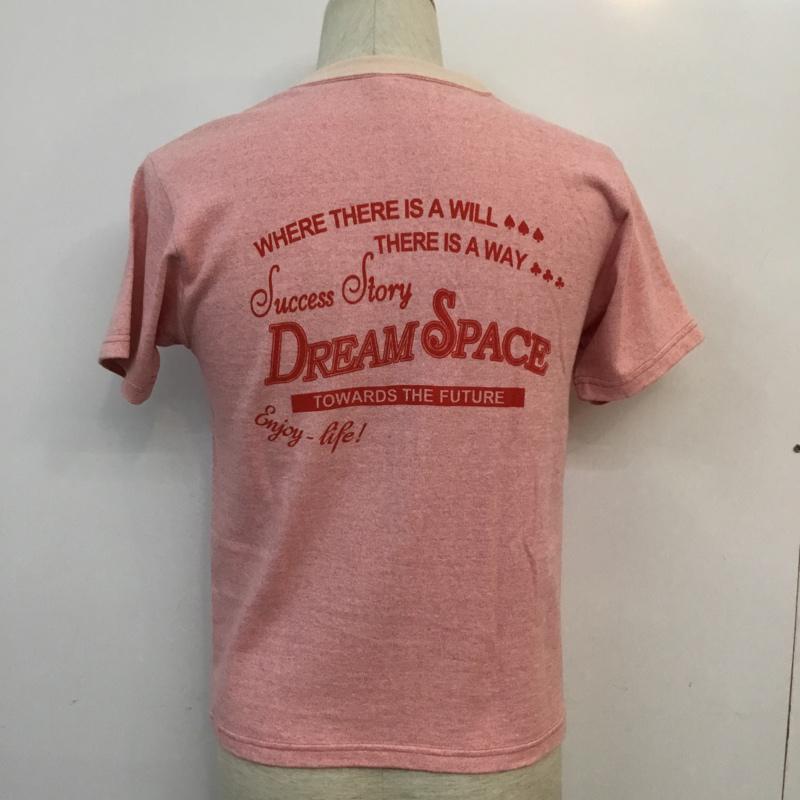 WHERE THERE IS A WILL ♠♠♠
THERE IS A WAY ♣♣♣
Success Story
DREAM SPACE
TOWARDS THE FUTURE
Enjoy-life!